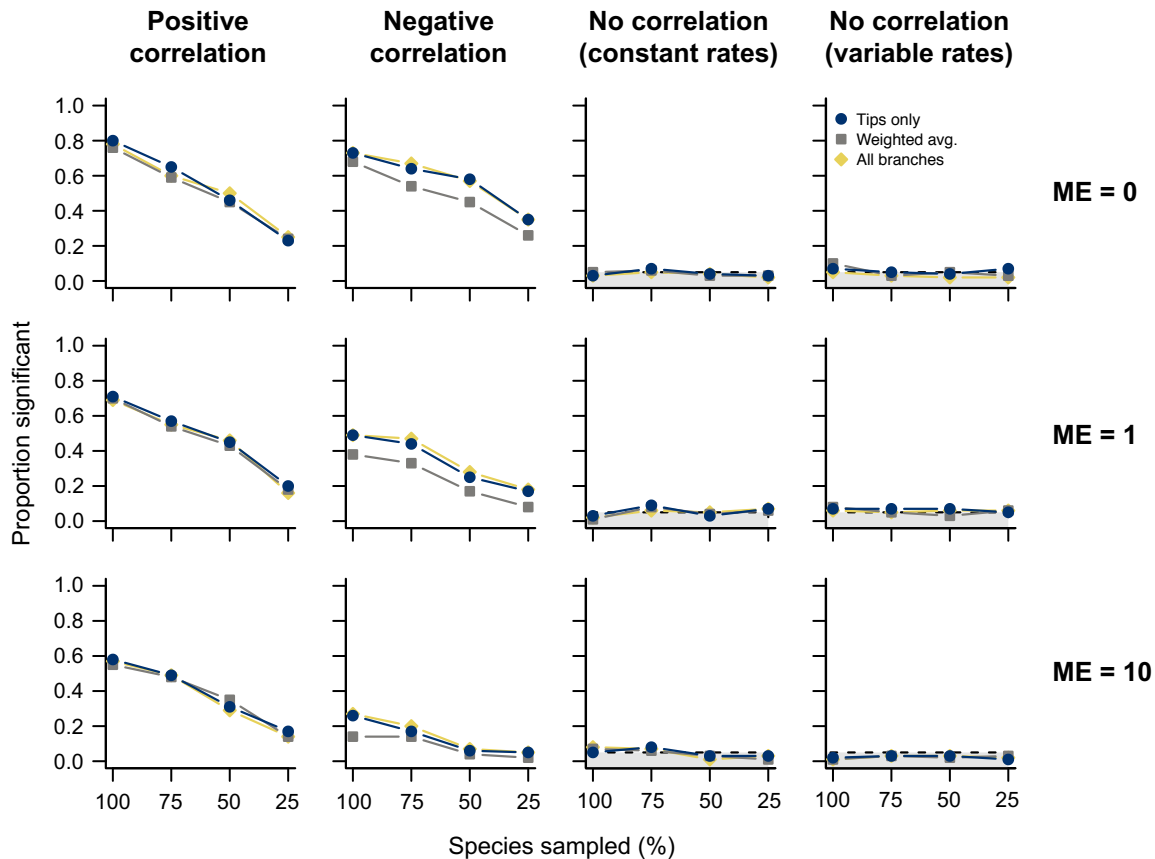 Positive
correlation
Negative
correlation
No correlation
(constant rates)
No correlation
(variable rates)
1.0
0.8
0.6
0.4
0.2
0.0
Tips only
Weighted avg.
All branches
ME = 0
Proportion significant
1.0
0.8
0.6
0.4
0.2
0.0
ME = 1
1.0
0.8
0.6
0.4
0.2
0.0
ME = 10
100 75 50 25
100 75 50 25
100 75 50 25
100 75 50 25
Species sampled (%)